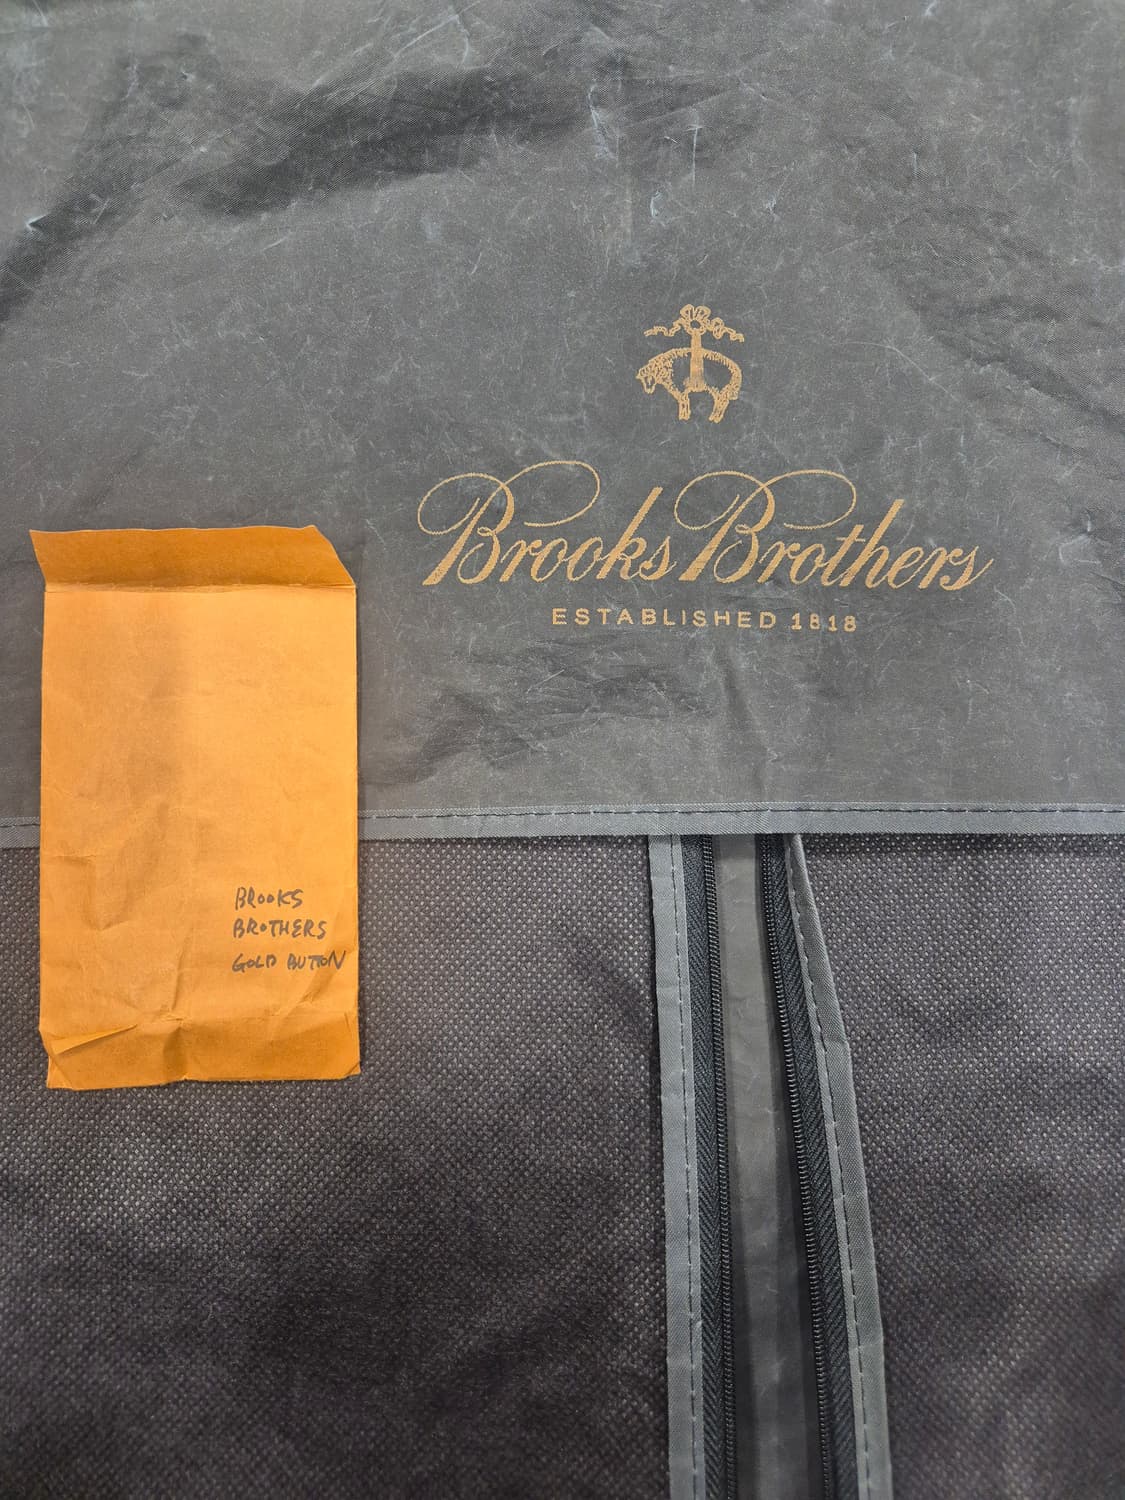 Brooks Brothers
ESTABLISHED 1818
BROOKS
BROTHERS
GOLD BUTTON